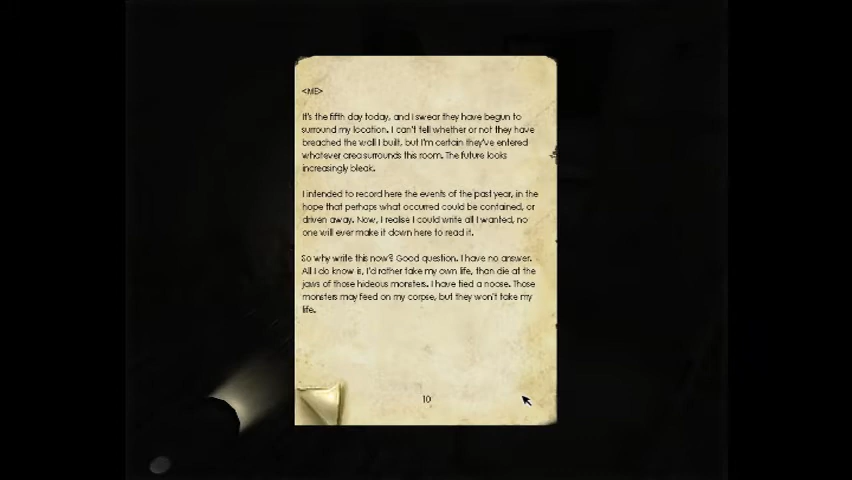 <ME>
It's the fifth day today, and I swear they have begun to
surround my location. I can't tell whether or not they have
breached the wall I built, but I'm certain they've entered
whatever area surrounds this room. The future looks
increasingly bleak.
I intended to record here the events of the past year, in the
hope that perhaps what occurred could be contained, or
driven away. Now, I realise I could write all I wanted, no
one will ever make it down here to read it.
So why write this now? Good question. I have no answer.
All I do know is, I'd rather take my own life, than die at the
jaws of those hideous monsters. I have tied a noose. Those
monsters may feed on my corpse, but they won't take my
life.
10